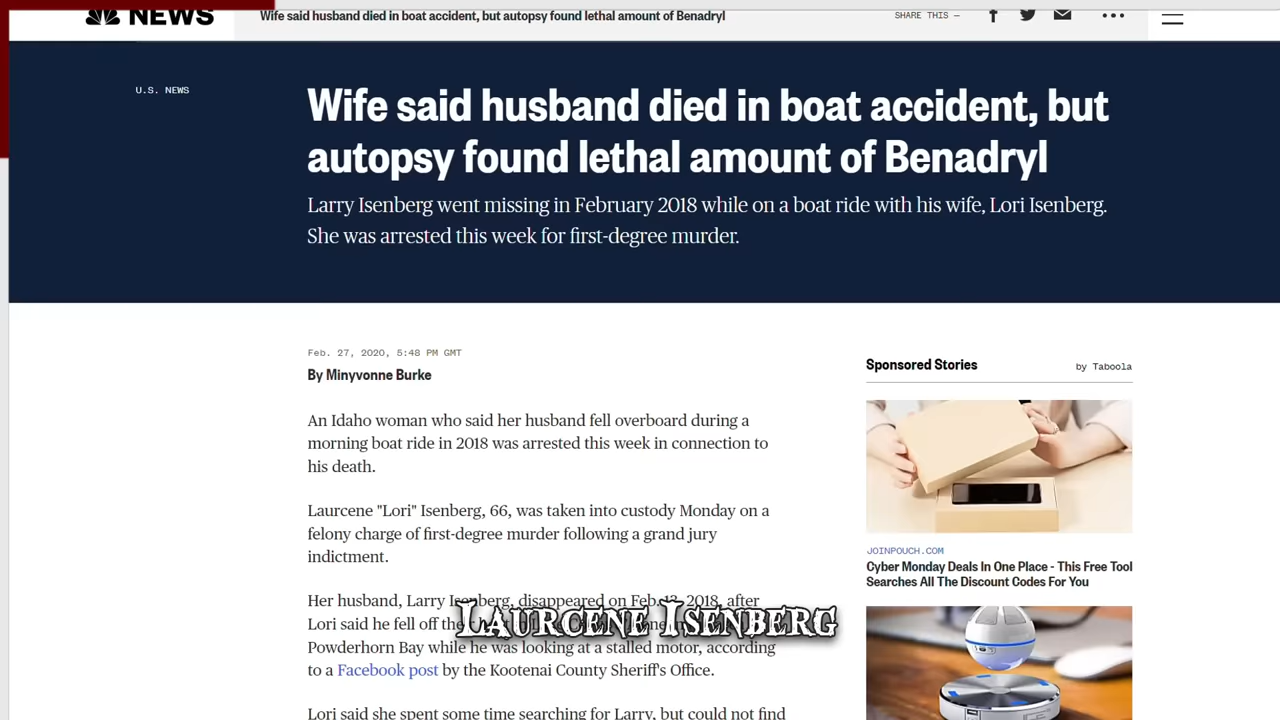 NEWS
Wife said husband died in boat accident, but autopsy found lethal amount of Benadryl
SHARE THIS —
U.S. NEWS
Wife said husband died in boat accident, but
autopsy found lethal amount of Benadryl
Larry Isenberg went missing in February 2018 while on a boat ride with his wife, Lori Isenberg.
She was arrested this week for first-degree murder.
Feb. 27, 2020, 5:48 PM GMT
By Minyvonne Burke
An Idaho woman who said her husband fell overboard during a
morning boat ride in 2018 was arrested this week in connection to
his death.
Laurcene "Lori" Isenberg, 66, was taken into custody Monday on a
felony charge of first-degree murder following a grand jury
indictment.
Her husband, Larry Isenberg, disappeared on Feb. 2018, after
Lori said he fell off
Powderhorn Bay while he was looking at a stalled motor, according
to a Facebook post by the Kootenai County Sheriff's Office.
Lori said she spent some time searching for Larry, but could not find
Laurcene Isenberg
Sponsored Stories
by Taboola
JOINPOUCH.COM
Cyber Monday Deals In One Place - This Free Tool
Searches All The Discount Codes For You